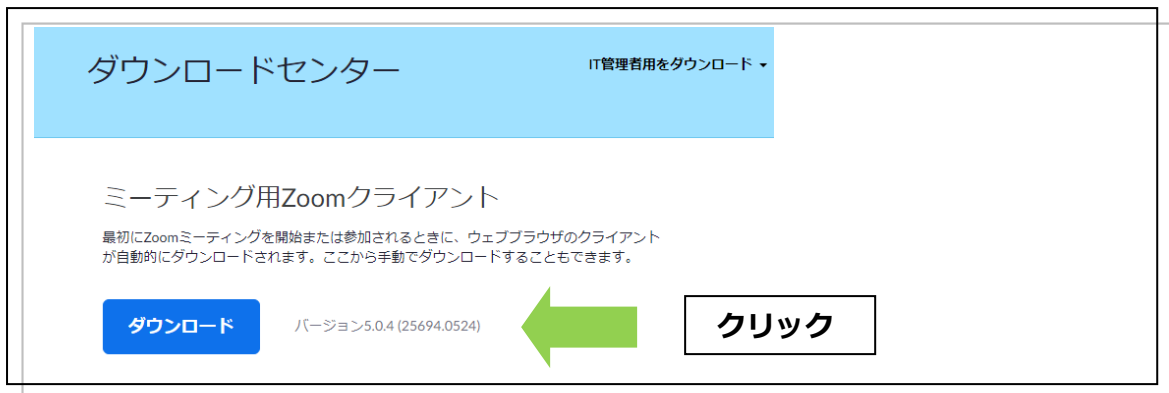 ダウンロードセンター
IT管理者用をダウンロード
ミーティング用Zoomクライアント
最初にZoomミーティングを開始または参加されるときに、ウェブブラウザのクライアント
が自動的にダウンロードされます。ここから手動でダウンロードすることもできます。
ダウンロード
バージョン5.0.4 (25694.0524)
クリック